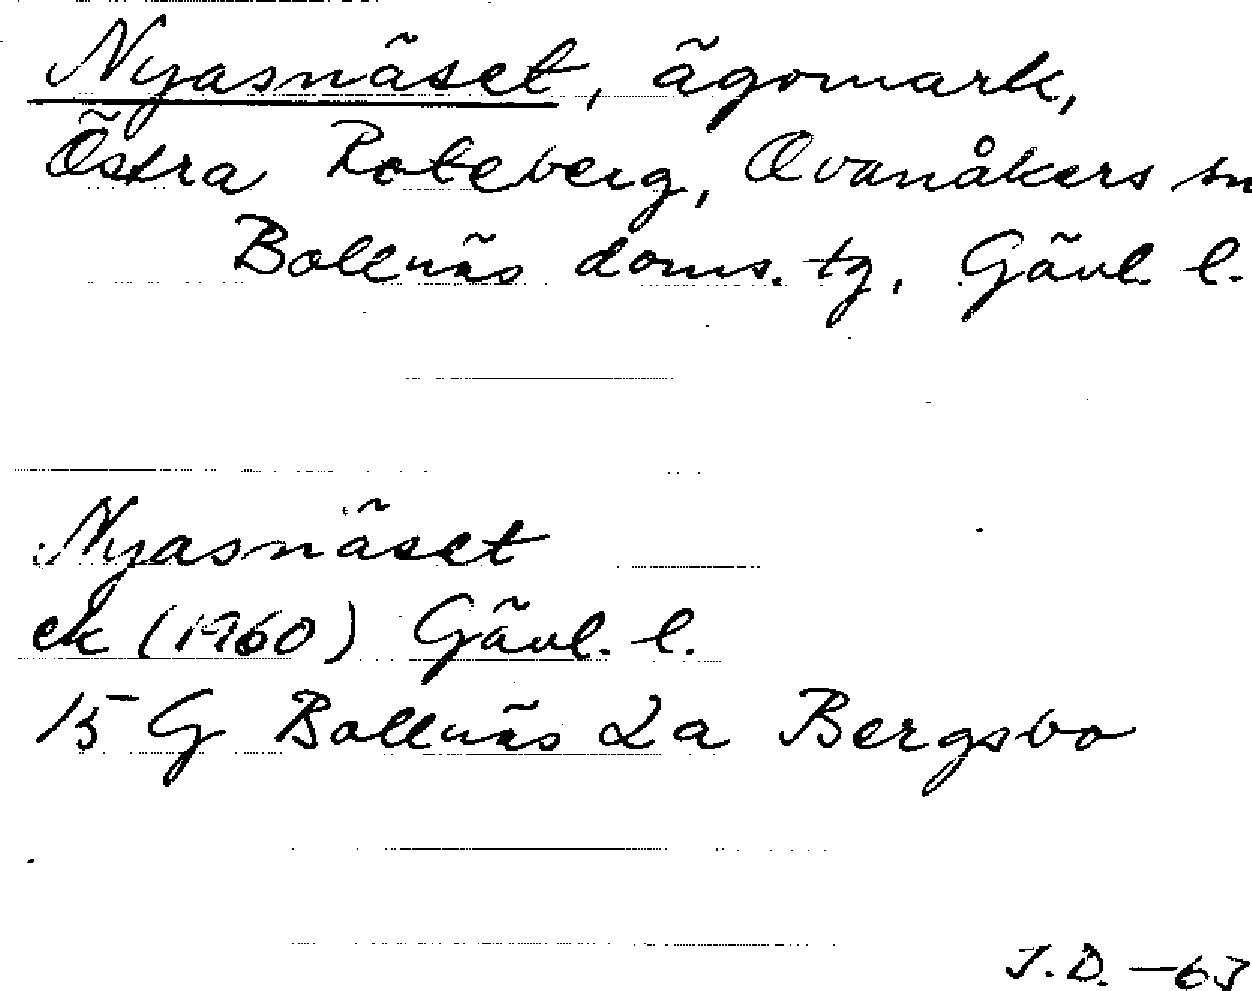 Nyasnäset, ägomark,
Östra Roteberg, Ovanåkers sn
Bollnäs doms. tg, Gävl. l.
Nyasnäset
ek (1960) Gävl. l.
15 G Bollnäs 2a Bergsbo
J.D. -63